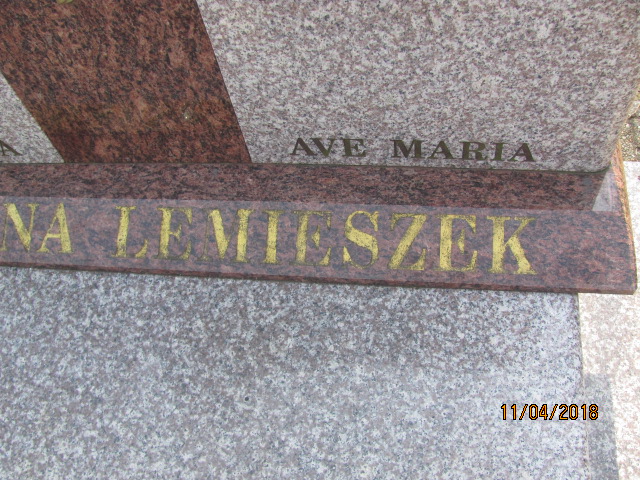 AVE MARIA
NA LEMIESZEK
11/04/2018